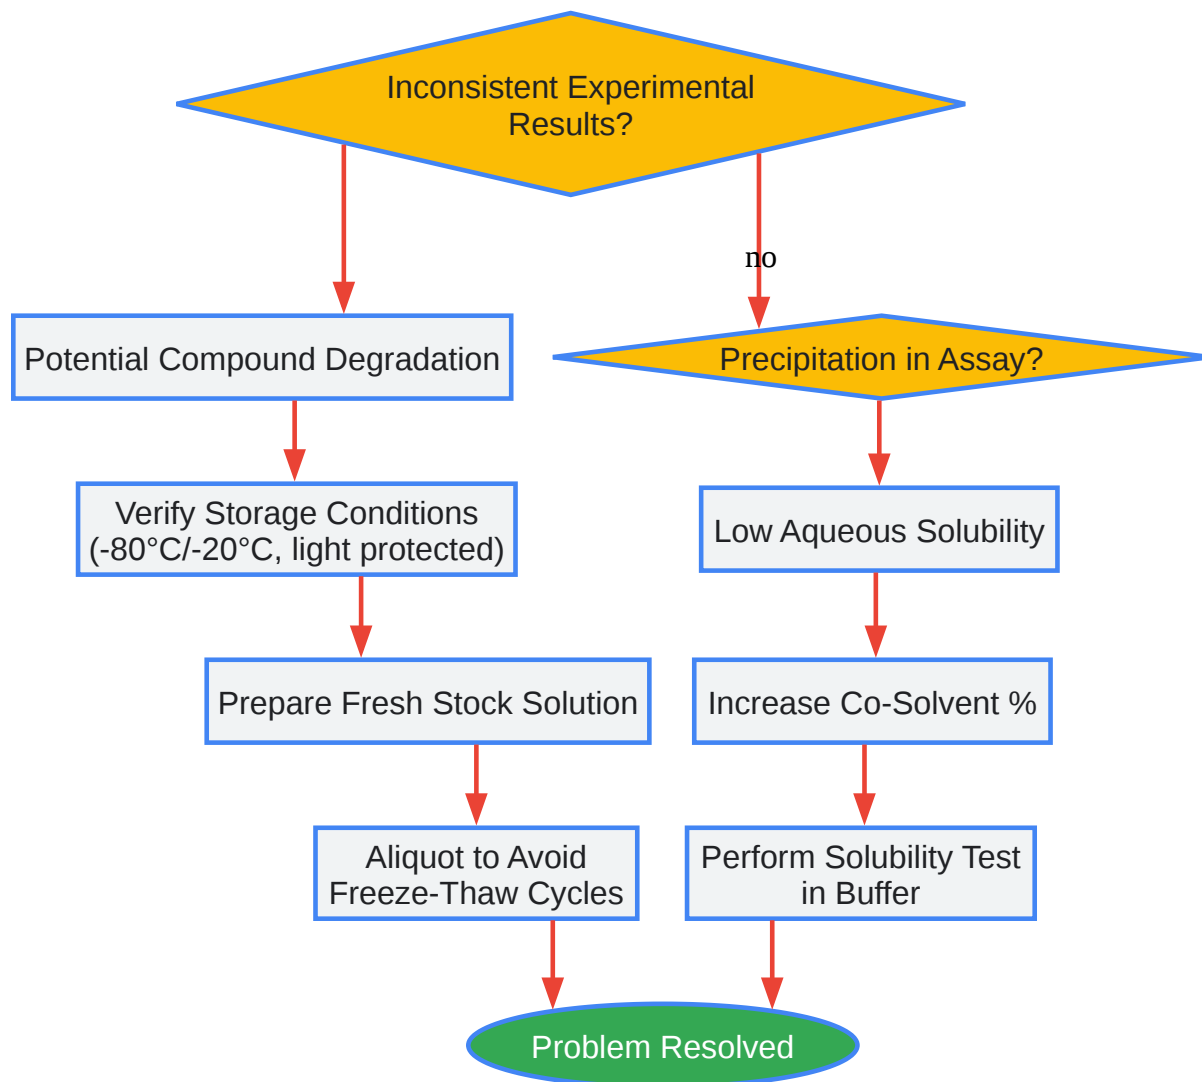 Inconsistent Experimental
Results?
no
Potential Compound Degradation
Precipitation in Assay?
Verify Storage Conditions
(-80°C/-20°C, light protected)
Low Aqueous Solubility
Prepare Fresh Stock Solution
Increase Co-Solvent %
Aliquot to Avoid
Freeze-Thaw Cycles
Perform Solubility Test
in Buffer
Problem Resolved